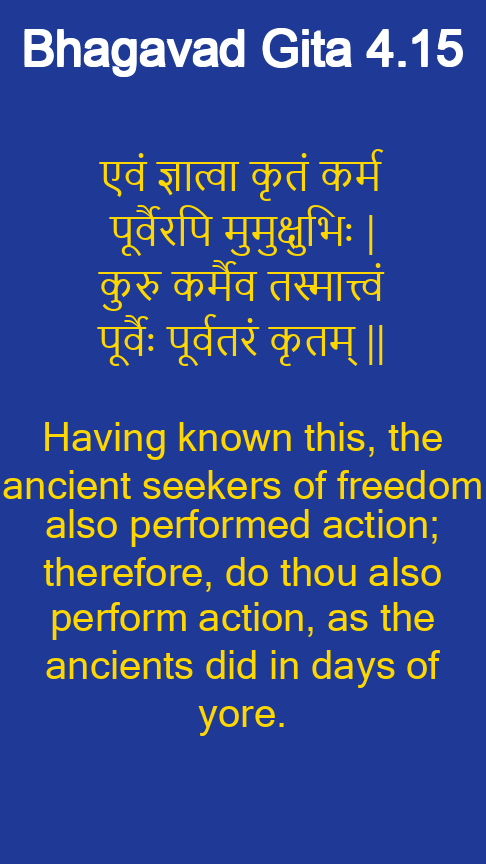 Bhagavad Gita 4.15
एवं ज्ञात्वा कृतं कर्म
पूर्वैरपि मुमुक्षुभिः |
कुरु कर्मैव तस्मात्त्वं
पूर्वैः पूर्वतरं कृतम् ||
Having known this, the
ancient seekers of freedom
also performed action;
therefore, do thou also
perform action, as the
ancients did in days of
yore.